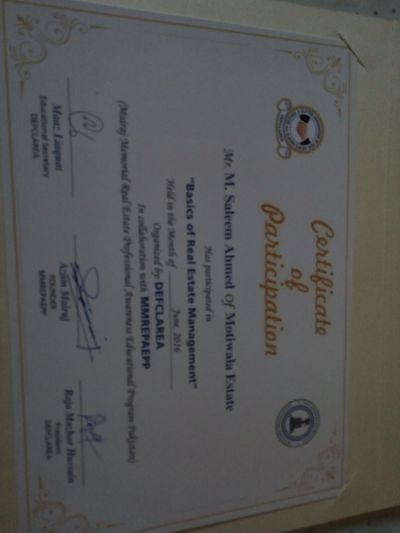 Certificate
of
Participation
Mr. M. Saleem Ahmed Of Motiwala Estate
Has participated in
"Basics of Real Estate Management"
Held in the Month of June, 2016
Organized by DEFCLAREA
In collaboration with MMREPAEPP
(Mairaj Memorial Real Estate Professional Awareness Educational Program Pakistan)
Maaz Liaquat
Educational Secretary
DEFCLAREA
Azam Mairaj
FOUNDER
MMREPAEPP
Raja Mazhar Hussain
President
DEFCLAREA